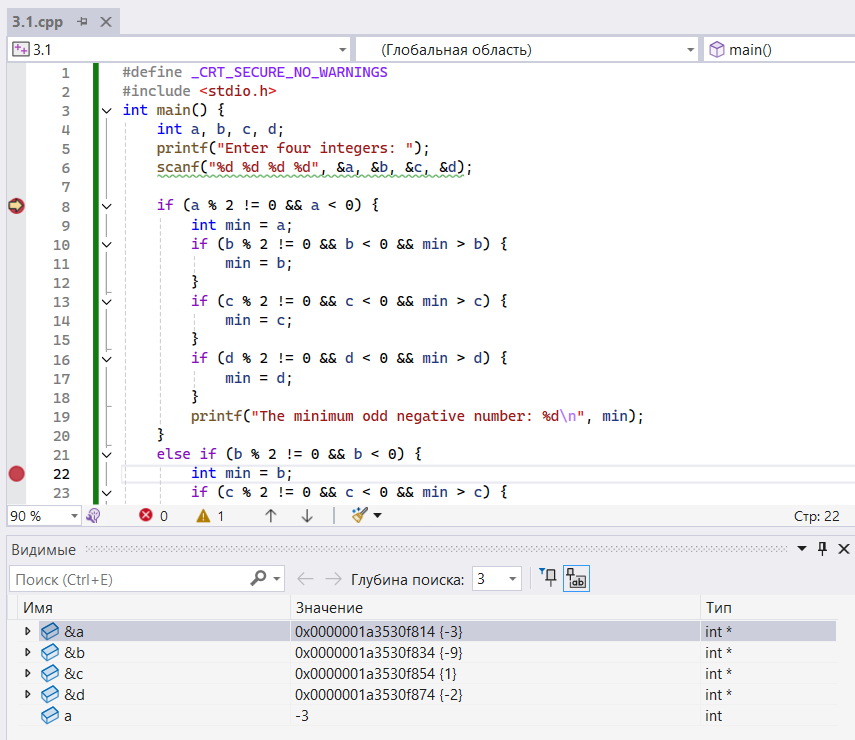 3.1.cpp
3.1 (Глобальная область) main()
1 #define _CRT_SECURE_NO_WARNINGS
2 #include <stdio.h>
3 int main() {
4 int a, b, c, d;
5 printf("Enter four integers: ");
6 scanf("%d %d %d %d", &a, &b, &c, &d);
7
8 if (a % 2 != 0 && a < 0) {
9 int min = a;
10 if (b % 2 != 0 && b < 0 && min > b) {
11 min = b;
12 }
13 if (c % 2 != 0 && c < 0 && min > c) {
14 min = c;
15 }
16 if (d % 2 != 0 && d < 0 && min > d) {
17 min = d;
18 }
19 printf("The minimum odd negative number: %d\n", min);
20 }
21 else if (b % 2 != 0 && b < 0) {
22 int min = b;
23 if (c % 2 != 0 && c < 0 && min > c) {
90 % 0 1 Стр: 22
Видимые
Поиск (Ctrl+E) Глубина поиска: 3
Имя Значение Тип
&a 0x0000001a3530f814 {-3} int *
&b 0x0000001a3530f834 {-9} int *
&c 0x0000001a3530f854 {1} int *
&d 0x0000001a3530f874 {-2} int *
a -3 int